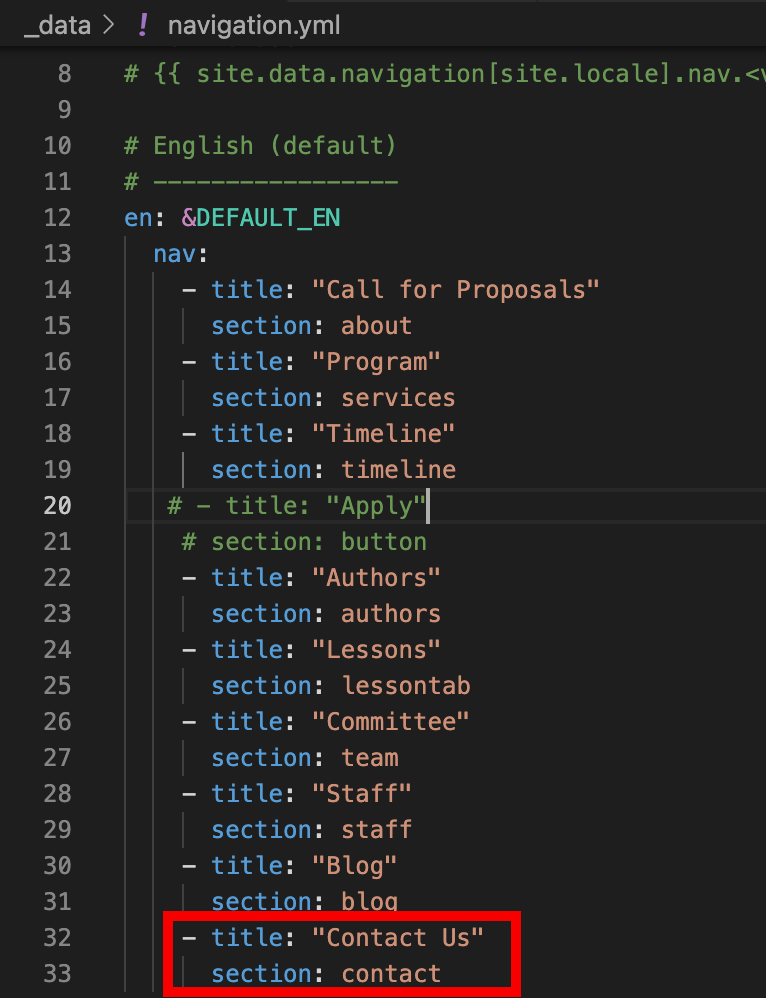 _data > ! navigation.yml
8 # {{ site.data.navigation[site.locale].nav.<v
9
10 # English (default)
11 # -----------------
12 en: &DEFAULT_EN
13 nav:
14 - title: "Call for Proposals"
15 section: about
16 - title: "Program"
17 section: services
18 - title: "Timeline"
19 section: timeline
20 # - title: "Apply"
21 # section: button
22 - title: "Authors"
23 section: authors
24 - title: "Lessons"
25 section: lessontab
26 - title: "Committee"
27 section: team
28 - title: "Staff"
29 section: staff
30 - title: "Blog"
31 section: blog
32 - title: "Contact Us"
33 section: contact